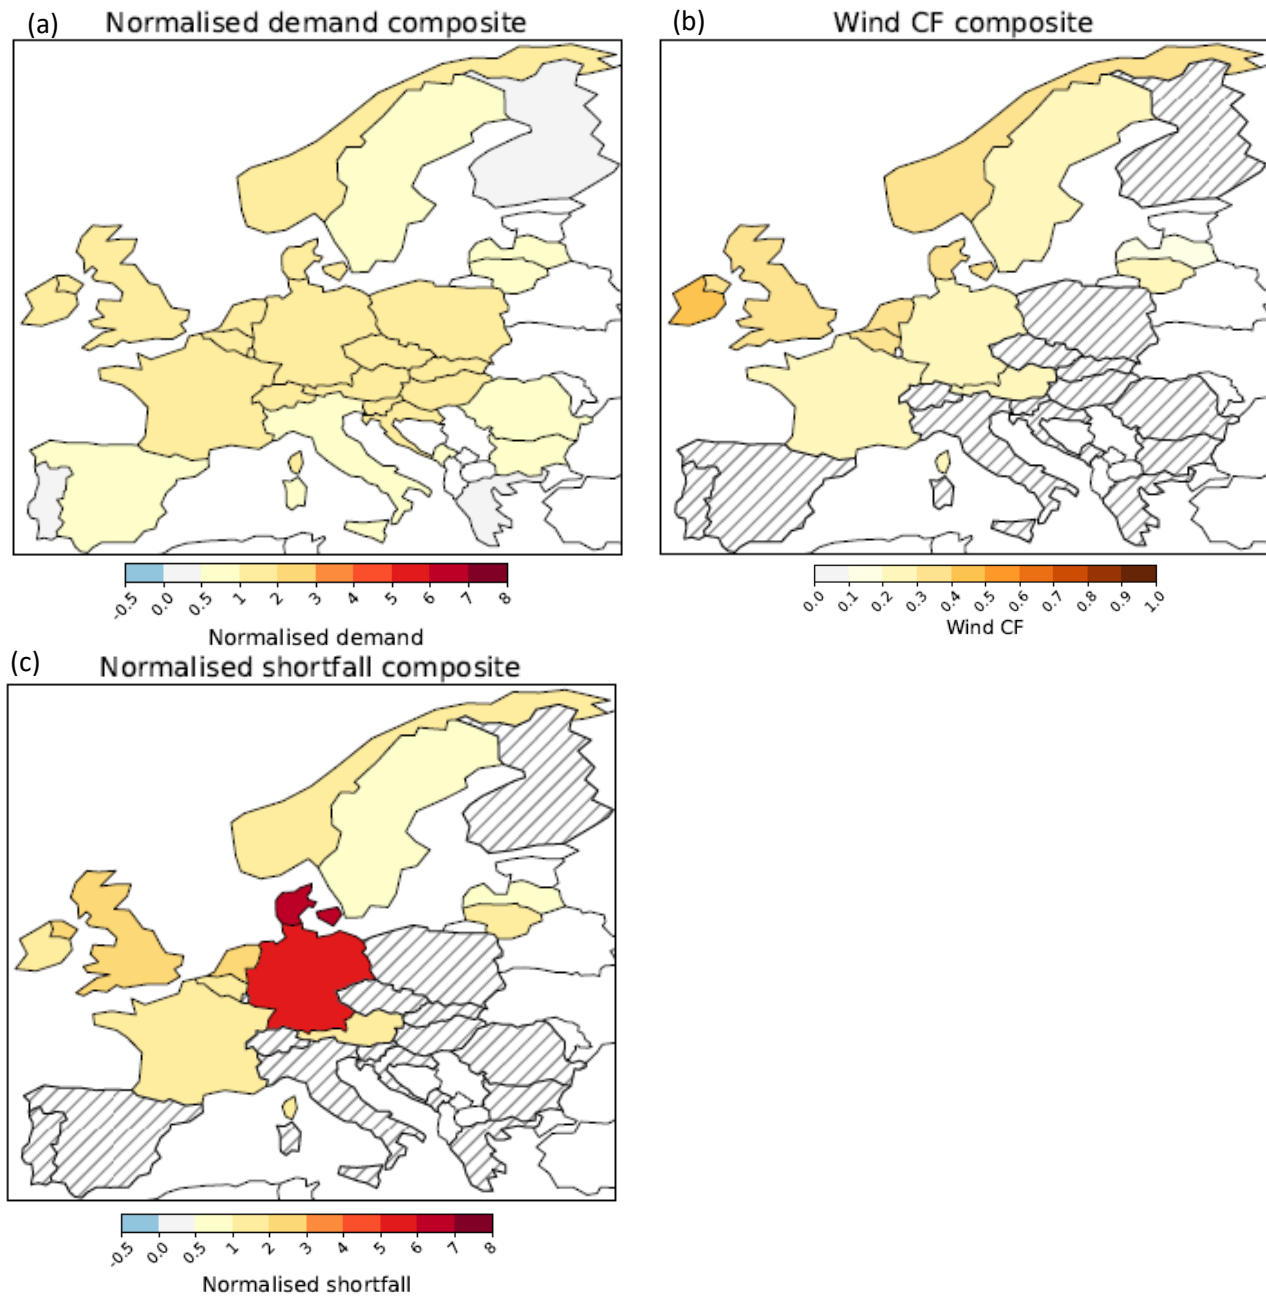 (a) Normalised demand composite
(b) Wind CF composite
-0.5 0.0 0.5 1 2 3 4 5 6 7 8
Normalised demand
0.0 0.1 0.2 0.3 0.4 0.5 0.6 0.7 0.8 0.9 1.0
Wind CF
(c) Normalised shortfall composite
-0.5 0.0 0.5 1 2 3 4 5 6 7 8
Normalised shortfall